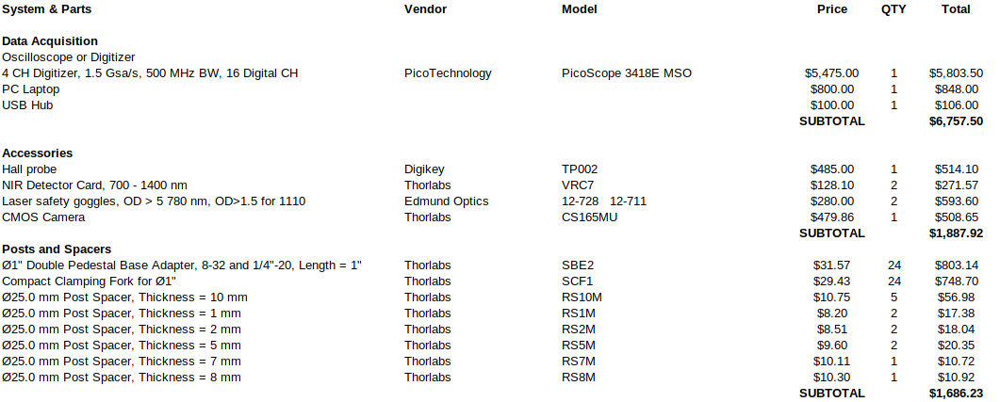 System & Parts Vendor Model Price QTY Total
Data Acquisition
Oscilloscope or Digitizer
4 CH Digitizer, 1.5 Gsa/s, 500 MHz BW, 16 Digital CH PicoTechnology PicoScope 3418E MSO $5,475.00 1 $5,803.50
PC Laptop $800.00 1 $848.00
USB Hub $100.00 1 $106.00
SUBTOTAL $6,757.50
Accessories
Hall probe Digikey TP002 $485.00 1 $514.10
NIR Detector Card, 700 - 1400 nm Thorlabs VRC7 $128.10 2 $271.57
Laser safety goggles, OD > 5 780 nm, OD>1.5 for 1110 Edmund Optics 12-728 12-711 $280.00 2 $593.60
CMOS Camera Thorlabs CS165MU $479.86 1 $508.65
SUBTOTAL $1,887.92
Posts and Spacers
Ø1" Double Pedestal Base Adapter, 8-32 and 1/4"-20, Length = 1" Thorlabs SBE2 $31.57 24 $803.14
Compact Clamping Fork for Ø1" Thorlabs SCF1 $29.43 24 $748.70
Ø25.0 mm Post Spacer, Thickness = 10 mm Thorlabs RS10M $10.75 5 $56.98
Ø25.0 mm Post Spacer, Thickness = 1 mm Thorlabs RS1M $8.20 2 $17.38
Ø25.0 mm Post Spacer, Thickness = 2 mm Thorlabs RS2M $8.51 2 $18.04
Ø25.0 mm Post Spacer, Thickness = 5 mm Thorlabs RS5M $9.60 2 $20.35
Ø25.0 mm Post Spacer, Thickness = 7 mm Thorlabs RS7M $10.11 1 $10.72
Ø25.0 mm Post Spacer, Thickness = 8 mm Thorlabs RS8M $10.30 1 $10.92
SUBTOTAL $1,686.23